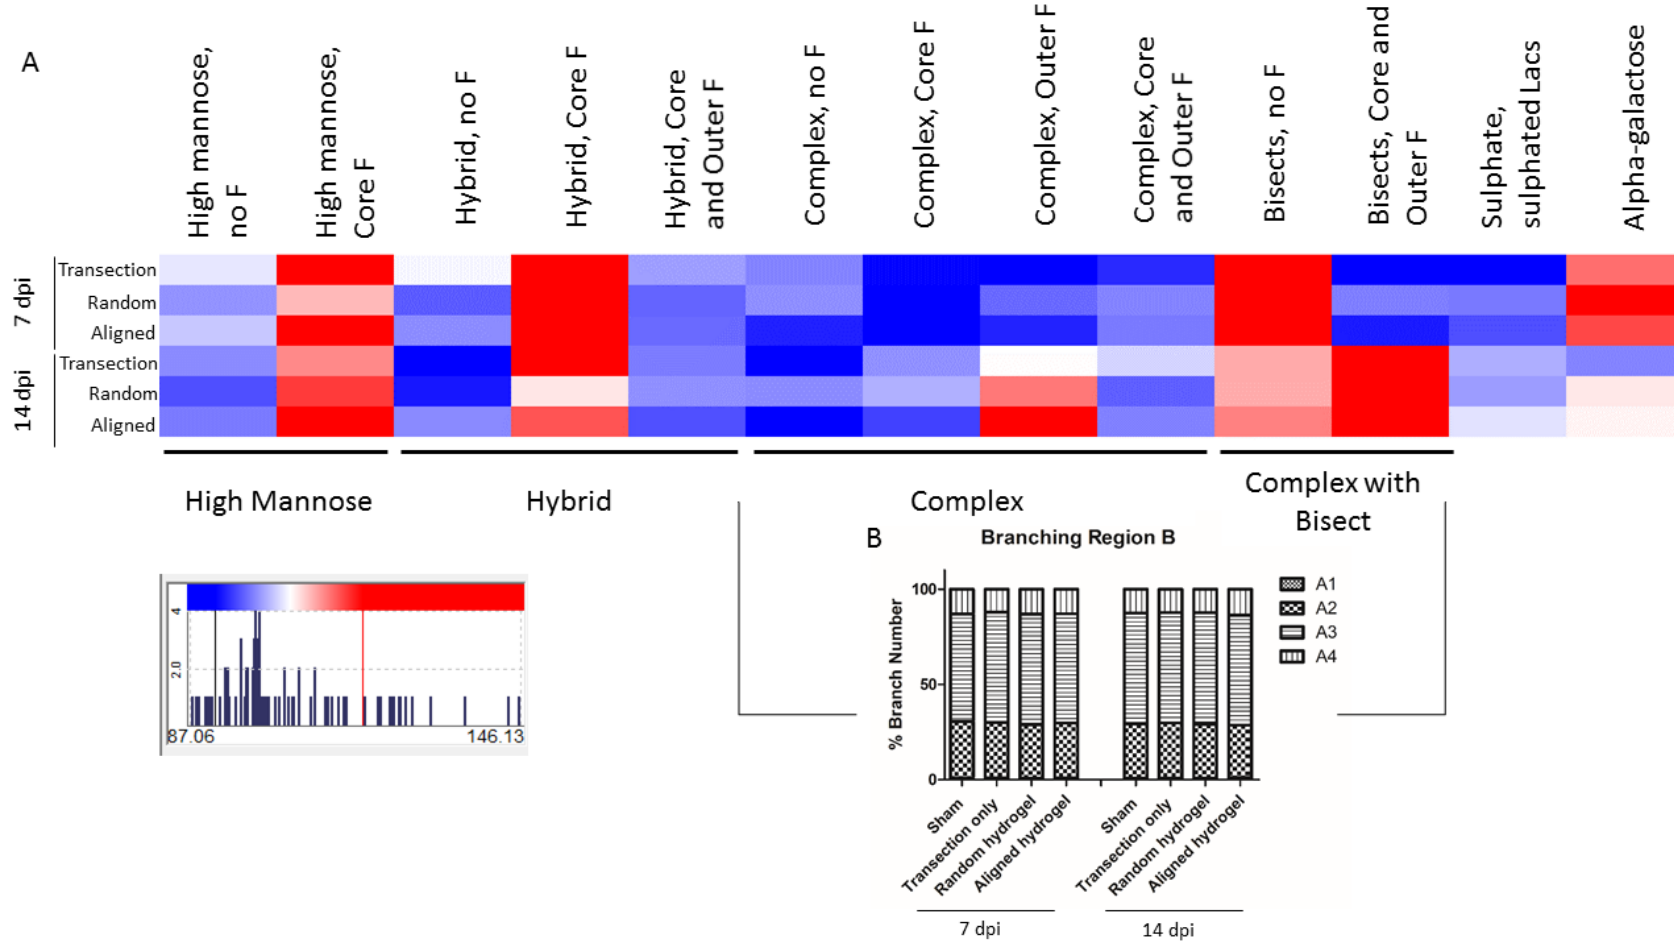 A
High mannose,
no F
High mannose,
Core F
Hybrid, no F
Hybrid, Core F
Hybrid, Core
and Outer F
Complex, no F
Complex, Core F
Complex, Outer F
Complex, Core
and Outer F
Bisects, no F
Bisects, Core and
Outer F
Sulphate,
sulphated Lacs
Alpha-galactose
7 dpi
Transection
Random
Aligned
14 dpi
Transection
Random
Aligned
High Mannose
Hybrid
Complex
Complex with
Bisect
4
2.0
87.06
146.13
B
Branching Region B
% Branch Number
100
50
0
A1
A2
A3
A4
Sham
Transection only
Random hydrogel
Aligned hydrogel
Sham
Transection only
Random hydrogel
Aligned hydrogel
7 dpi
14 dpi